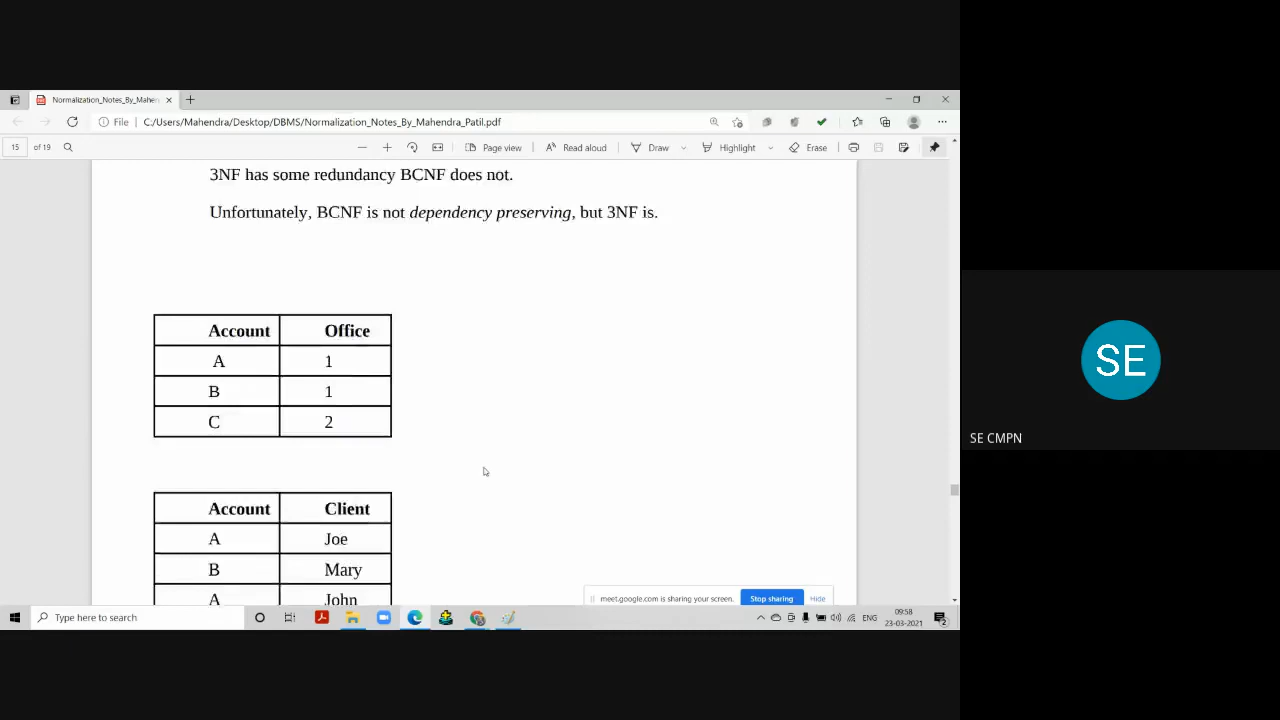 Normalization_Notes_By_Maher
File C:/Users/Mahendra/Desktop/DBMS/Normalization_Notes_By_Mahendra_Patil.pdf
15 of 19 Page view Read aloud Draw Highlight Erase
3NF has some redundancy BCNF does not.
Unfortunately, BCNF is not dependency preserving, but 3NF is.
Account Office
A 1
B 1
C 2
Account Client
A Joe
B Mary
A John
meet.google.com is sharing your screen. Stop sharing Hide
Type here to search
ENG
09:58
23-03-2021
2
SE
SE CMPN